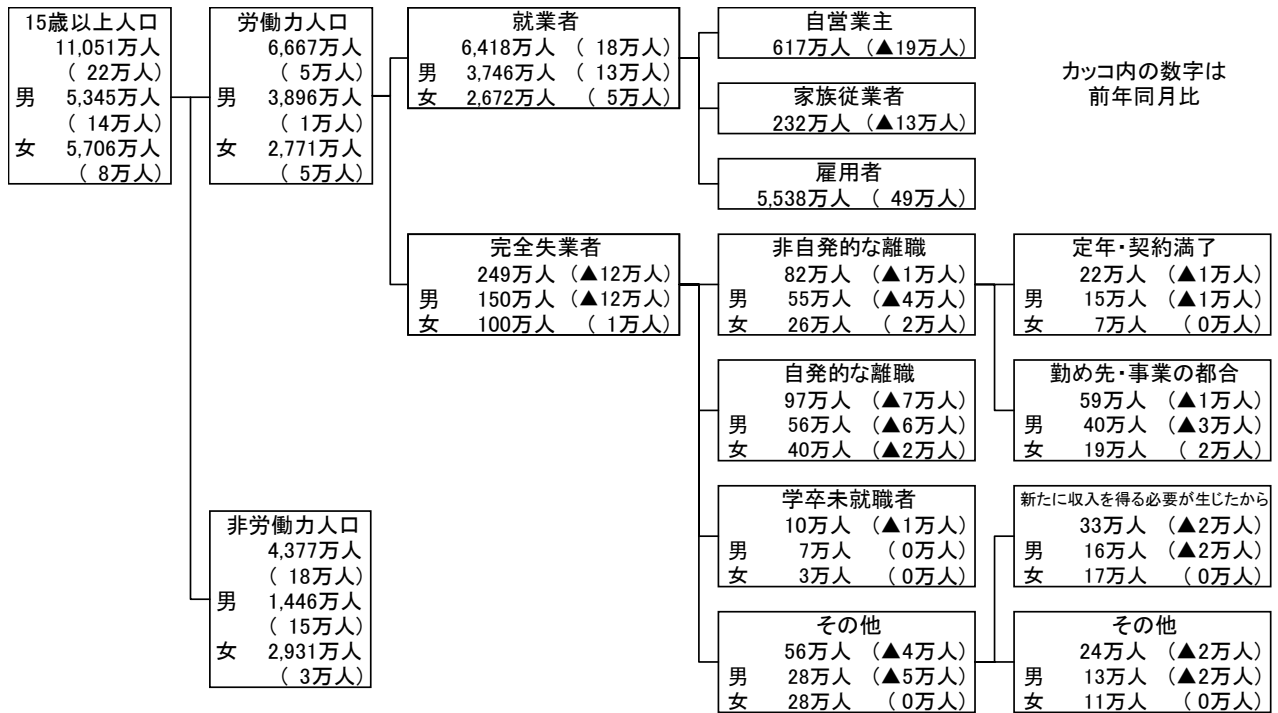 15歳以上人口
11,051万人
( 22万人)
男 5,345万人
( 14万人)
女 5,706万人
( 8万人)
労働力人口
6,667万人
( 5万人)
男 3,896万人
( 1万人)
女 2,771万人
( 5万人)
非労働力人口
4,377万人
( 18万人)
男 1,446万人
( 15万人)
女 2,931万人
( 3万人)
就業者
6,418万人 ( 18万人)
男 3,746万人 ( 13万人)
女 2,672万人 ( 5万人)
完全失業者
249万人 (▲12万人)
男 150万人 (▲12万人)
女 100万人 ( 1万人)
自営業主
617万人 (▲19万人)
家族従業者
232万人 (▲13万人)
雇用者
5,538万人 ( 49万人)
非自発的な離職
82万人 (▲1万人)
男 55万人 (▲4万人)
女 26万人 ( 2万人)
自発的な離職
97万人 (▲7万人)
男 56万人 (▲6万人)
女 40万人 (▲2万人)
学卒未就職者
10万人 (▲1万人)
男 7万人 ( 0万人)
女 3万人 ( 0万人)
その他
56万人 (▲4万人)
男 28万人 (▲5万人)
女 28万人 ( 0万人)
カッコ内の数字は
前年同月比
定年・契約満了
22万人 (▲1万人)
男 15万人 (▲1万人)
女 7万人 ( 0万人)
勤め先・事業の都合
59万人 (▲1万人)
男 40万人 (▲3万人)
女 19万人 ( 2万人)
新たに収入を得る必要が生じたから
33万人 (▲2万人)
男 16万人 (▲2万人)
女 17万人 ( 0万人)
その他
24万人 (▲2万人)
男 13万人 (▲2万人)
女 11万人 ( 0万人)